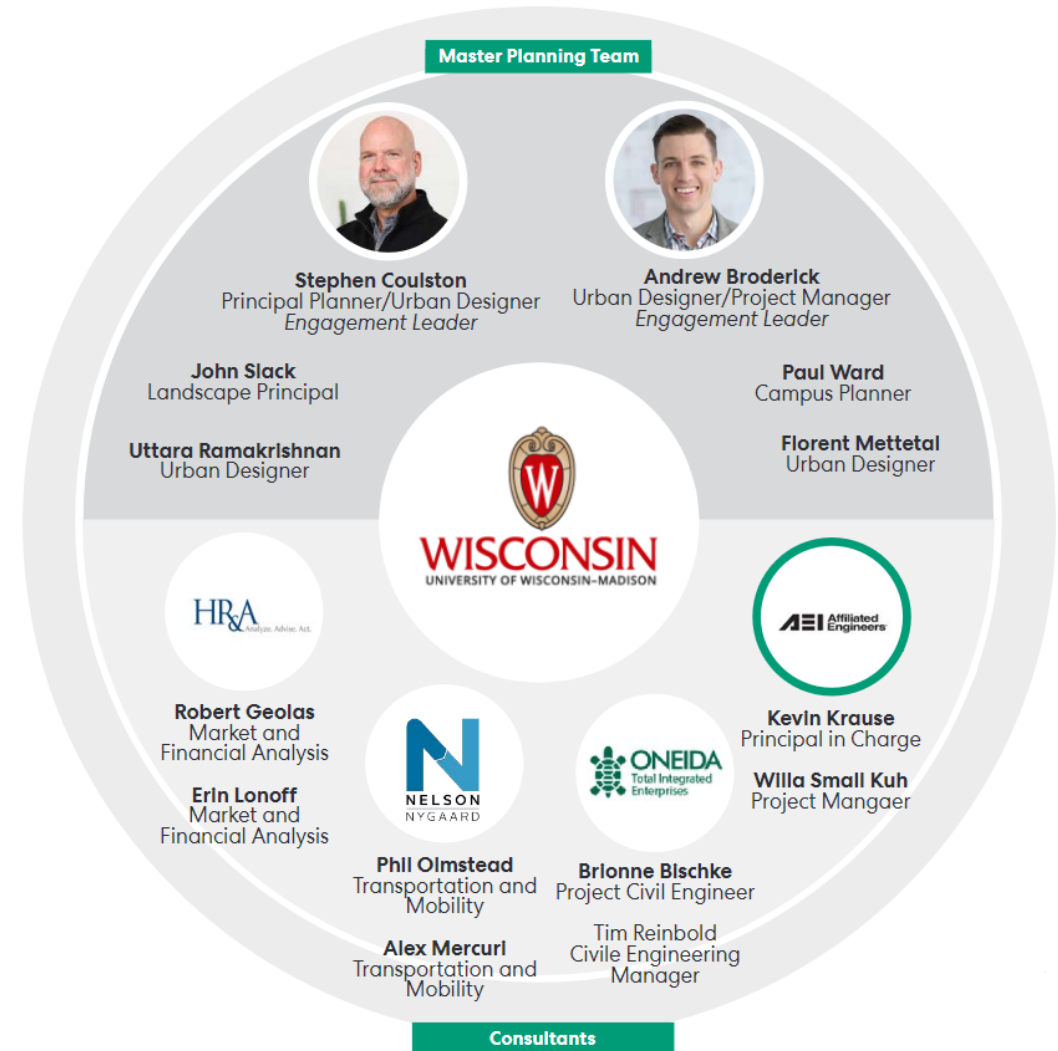 Master Planning Team
Stephen Coulston
Principal Planner/Urban Designer
Engagement Leader
Andrew Broderick
Urban Designer/Project Manager
Engagement Leader
John Slack
Landscape Principal
Paul Ward
Campus Planner
Uttara Ramakrishnan
Urban Designer
Florent Mettetal
Urban Designer
W
WISCONSIN
UNIVERSITY OF WISCONSIN–MADISON
HR&A
Analyze. Advise. Act.
Robert Geolas
Market and
Financial Analysis
Erin Lonoff
Market and
Financial Analysis
N
NELSON
NYGAARD
Phil Olmstead
Transportation and
Mobility
Alex Mercuri
Transportation and
Mobility
ONEIDA
Total Integrated
Enterprises
Brionne Bischke
Project Civil Engineer
Tim Reinbold
Civile Engineering
Manager
AEI Affiliated
Engineers
Kevin Krause
Principal in Charge
Willa Small Kuh
Project Mangaer
Consultants